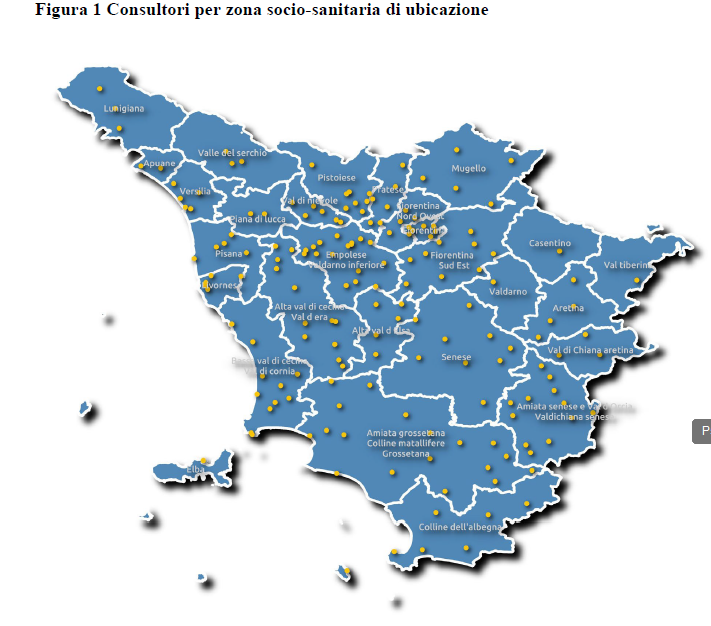 Figura 1 Consultori per zona socio-sanitaria di ubicazione
Lunigiana
Apuane
Valle del serchio
Versilia
Pistoiese
Mugello
Val di nievole
Pratese
Piana di lucca
Fiorentina
Nord Ovest
Fiorentina
Pisana
Empolese
valdarno inferiore
Fiorentina
Sud Est
Casentino
Val tiberina
Livornese
Valdarno
Aretina
Alta val di cecina
Val d era
Alta val d elsa
Senese
Val di Chiana aretina
Bassa val di cecina
Val di cornia
Amiata senese e Val d'orcia
Valdichiana senese
Amiata grossetana
Colline metallifere
Grossetana
Elba
Colline dell'albegna
P